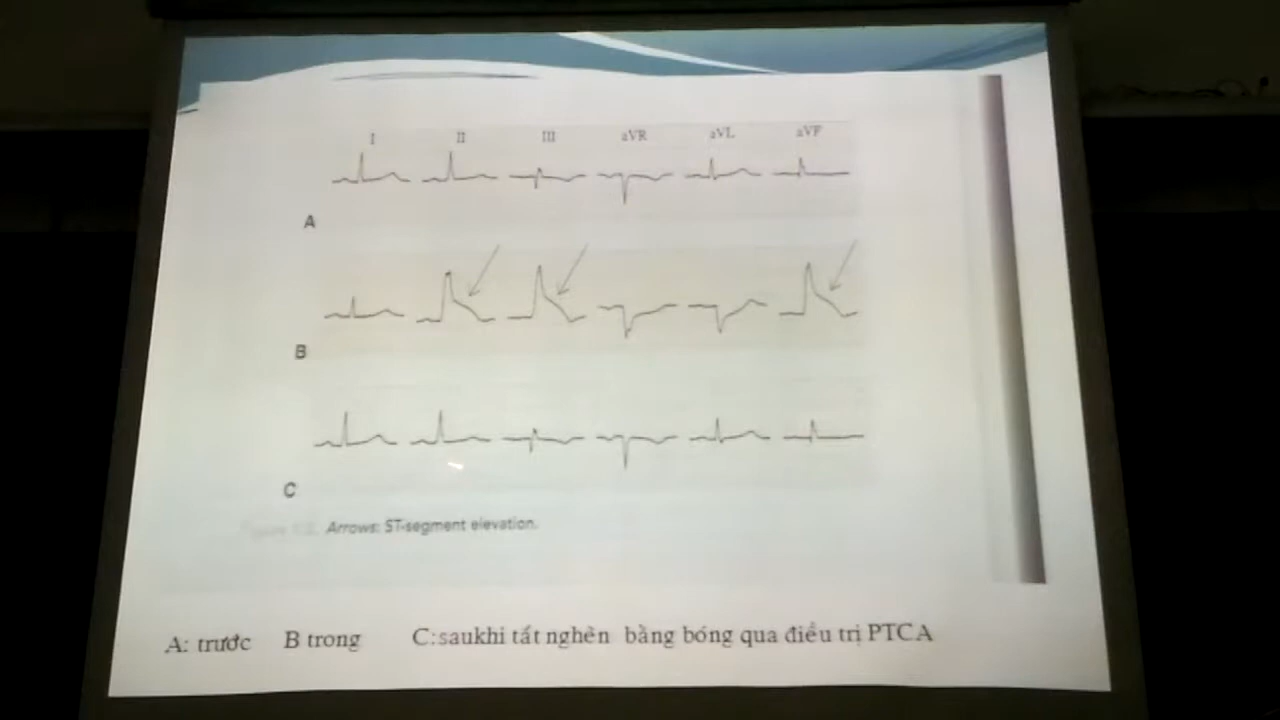 I II III aVR aVL aVF
A
B
C
Arrows: ST-segment elevation.
A: trước B trong C:saukhi tắt nghẽn bằng bóng qua điều trị PTCA